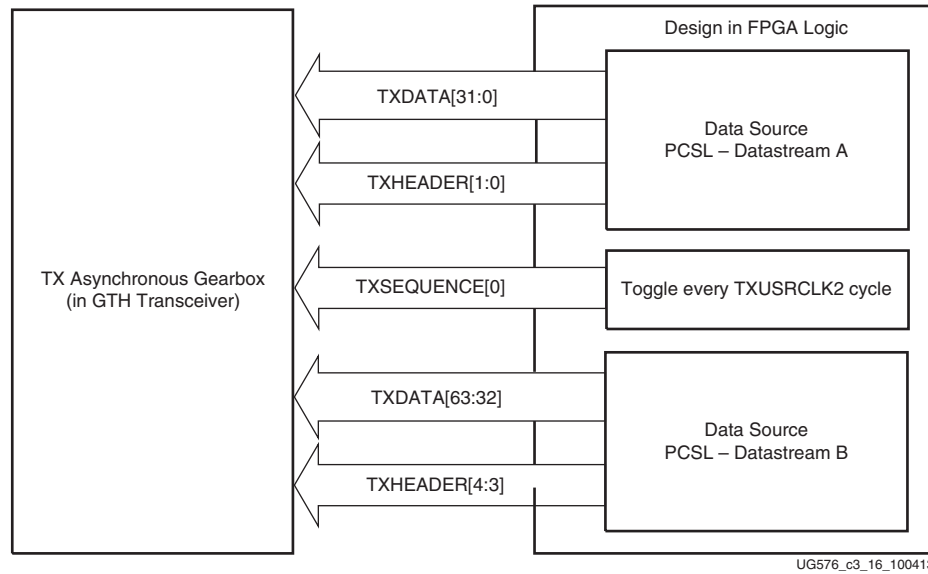 Design in FPGA Logic
TXDATA[31:0]
Data Source
PCSL – Datastream A
TXHEADER[1:0]
TX Asynchronous Gearbox
(in GTH Transceiver)
TXSEQUENCE[0]
Toggle every TXUSRCLK2 cycle
TXDATA[63:32]
Data Source
PCSL – Datastream B
TXHEADER[4:3]
UG576_c3_16_100413